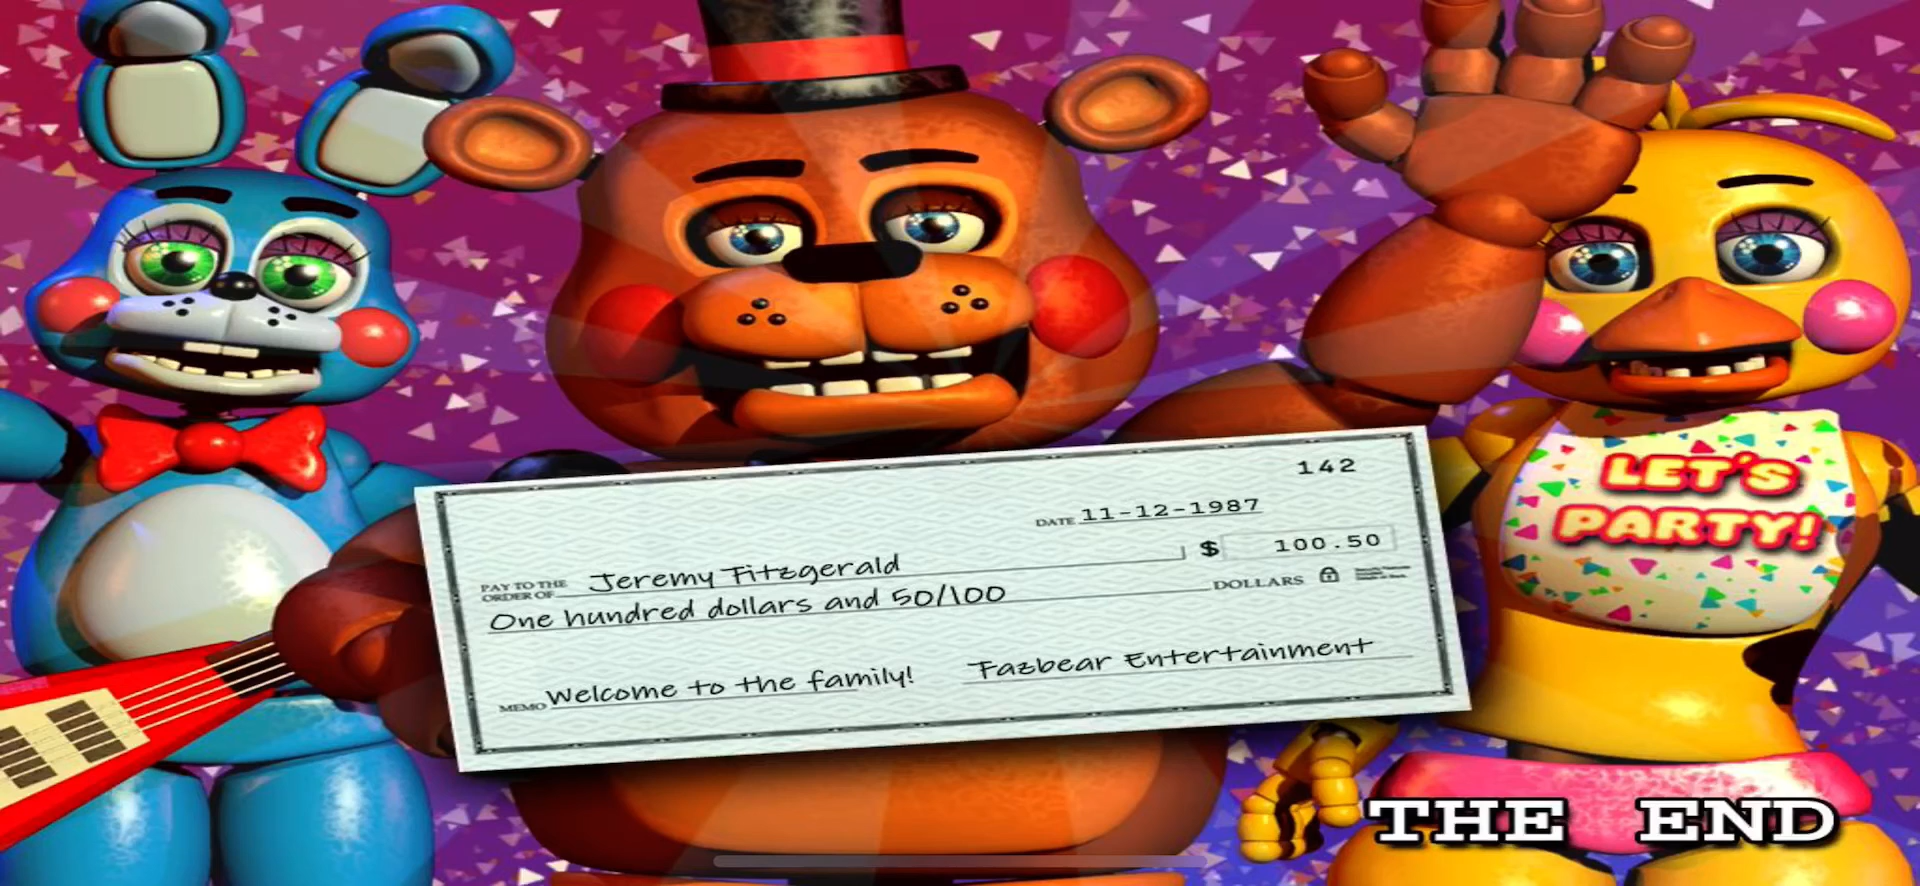 142
DATE 11-12-1987
PAY TO THE
ORDER OF Jeremy Fitzgerald $ 100.50
One hundred dollars and 50/100 DOLLARS
MEMO Welcome to the family! Fazbear Entertainment
LET'S
PARTY!
THE END